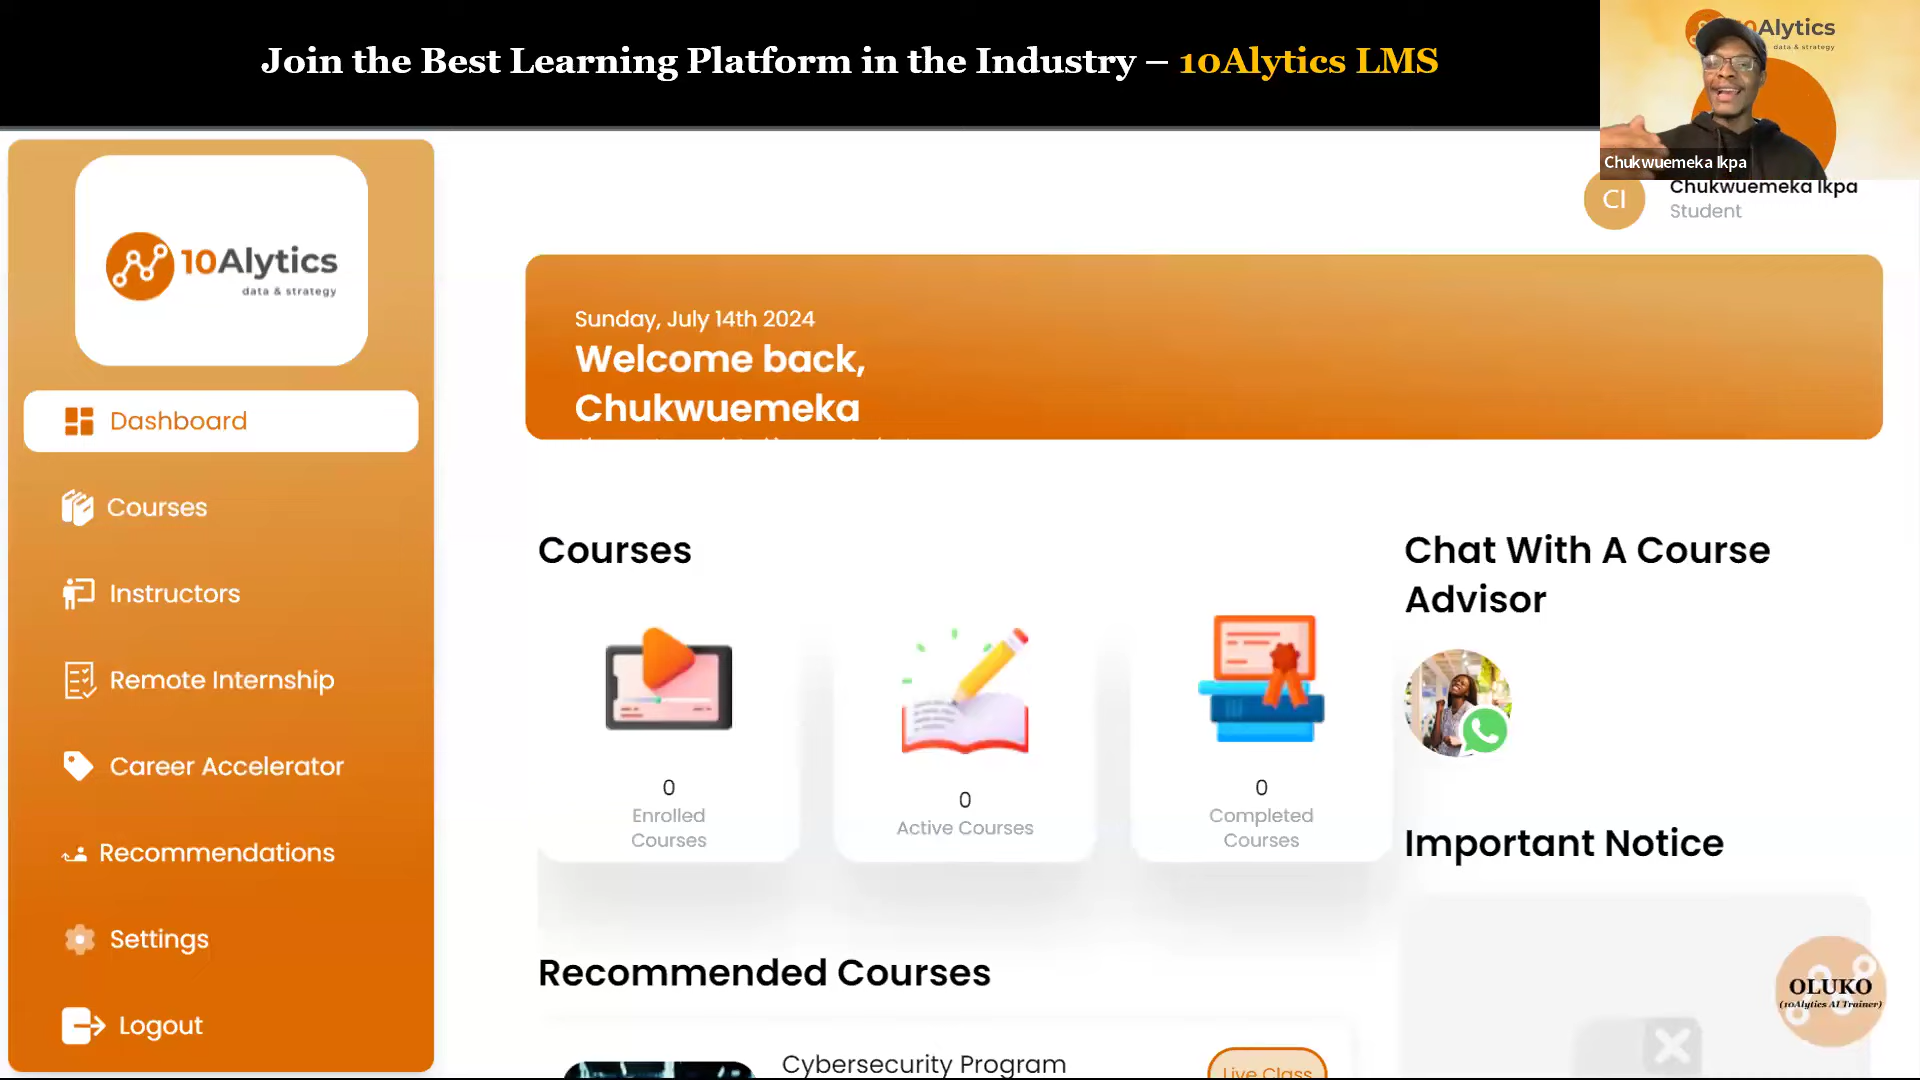 Join the Best Learning Platform in the Industry – 10Alytics LMS
10Alytics
data & strategy
Chukwuemeka Ikpa
CI
Chukwuemeka Ikpa
Student
10Alytics
data & strategy
Dashboard
Courses
Instructors
Remote Internship
Career Accelerator
Recommendations
Settings
Logout
Sunday, July 14th 2024
Welcome back,
Chukwuemeka
Courses
0
Enrolled
Courses
0
Active Courses
0
Completed
Courses
Chat With A Course
Advisor
Important Notice
Recommended Courses
Cybersecurity Program
Live Class
OLUKO
(10Alytics AI Trainer)